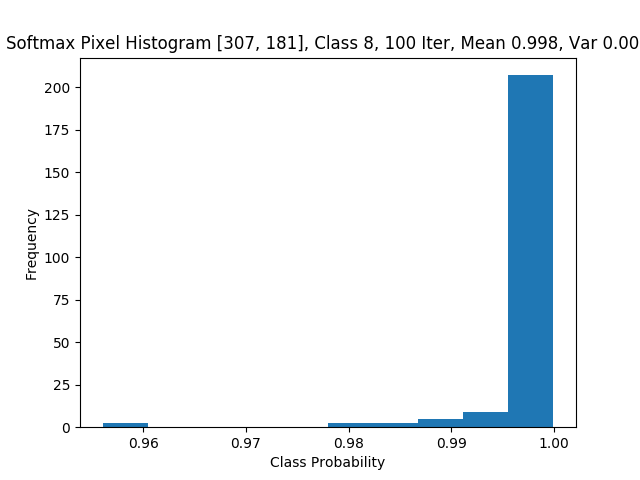 Softmax Pixel Histogram [307, 181], Class 8, 100 Iter, Mean 0.998, Var 0.00
200
175
150
125
100
75
50
25
0
Frequency
0.96 0.97 0.98 0.99 1.00
Class Probability